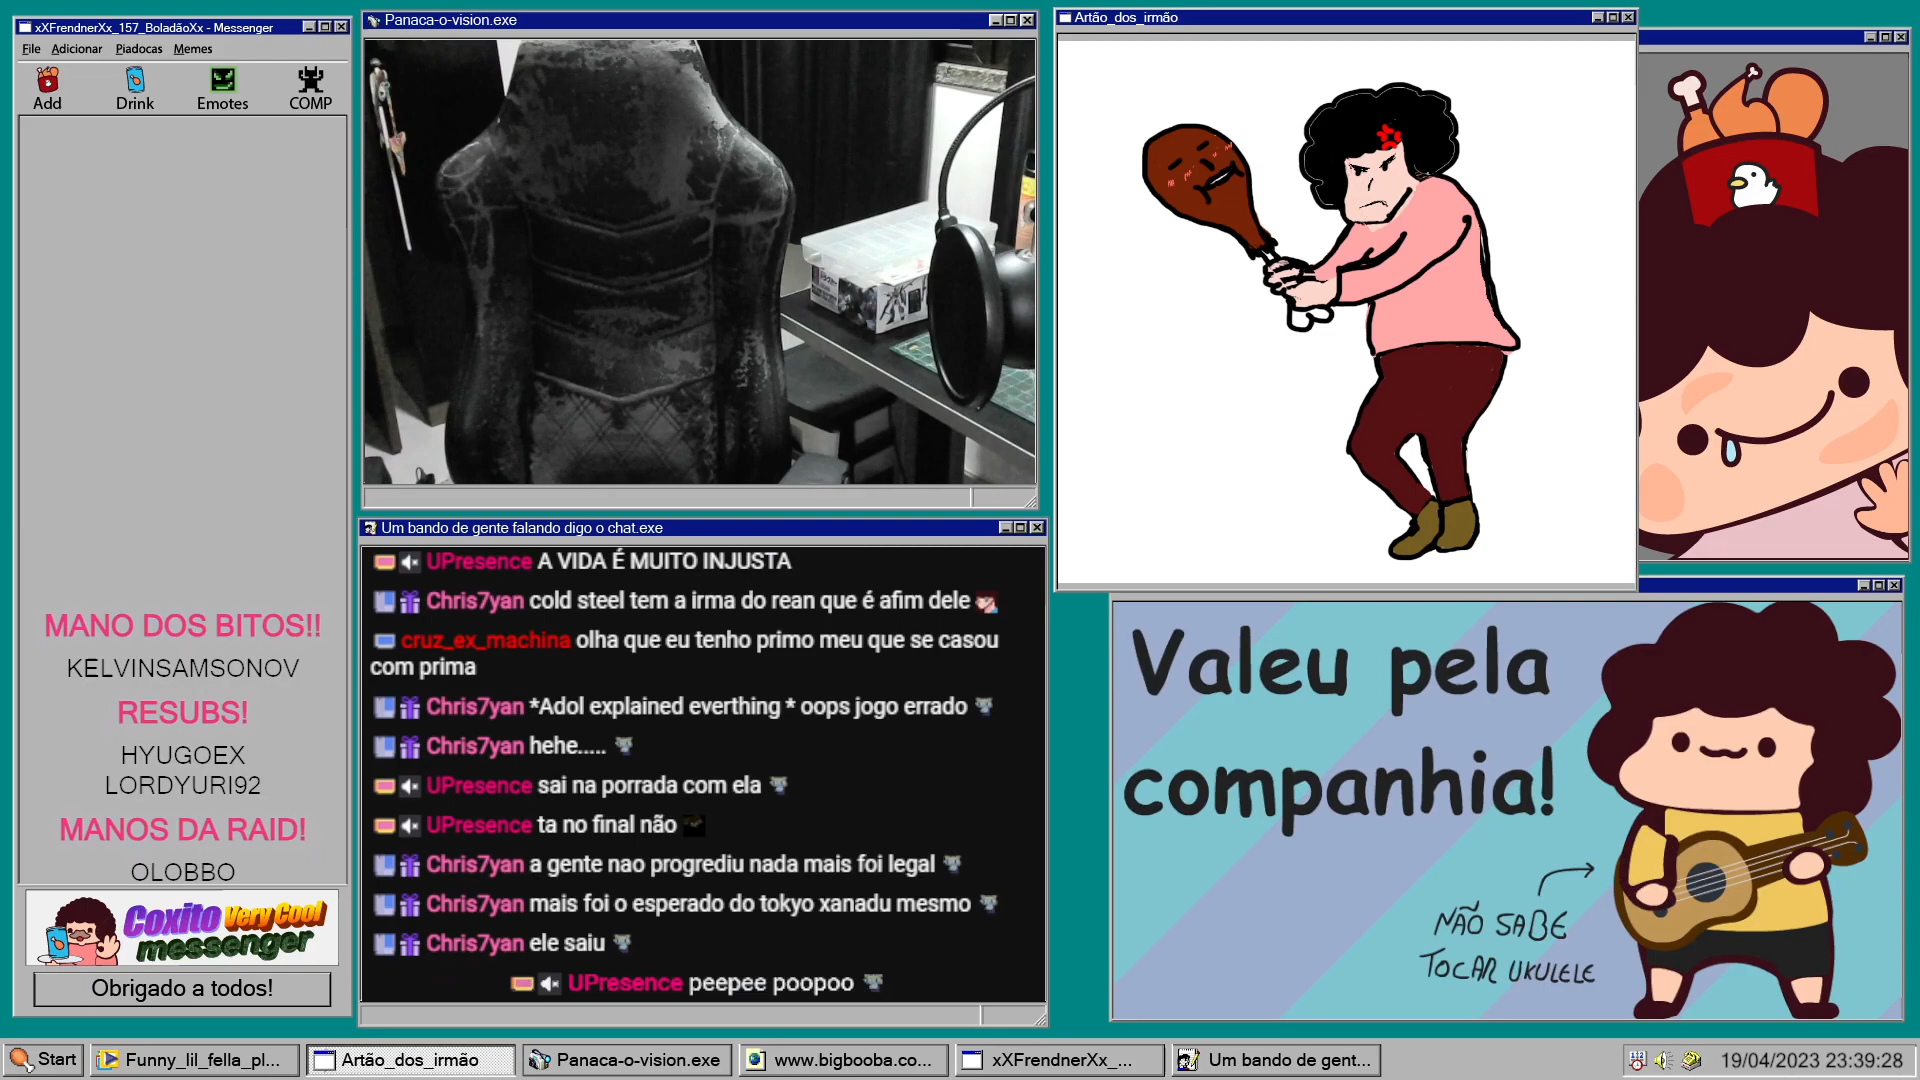 xXFrendnerXx_157_BoladãoXx - Messenger
File Adicionar Piadocas Memes
Add Drink Emotes COMP
MANO DOS BITOS!!
KELVINSAMSONOV
RESUBS!
HYUGOEX
LORDYURI92
MANOS DA RAID!
OLOBBO
Coxito Very Cool
messenger
Obrigado a todos!
Panaca-o-vision.exe
Um bando de gente falando digo o chat.exe
UPresence A VIDA É MUITO INJUSTA
Chris7yan cold steel tem a irma do rean que é afim dele
cruz_ex_machina olha que eu tenho primo meu que se casou
com prima
Chris7yan *Adol explained everthing * oops jogo errado
Chris7yan hehe.....
UPresence sai na porrada com ela
UPresence ta no final não
Chris7yan a gente nao progrediu nada mais foi legal
Chris7yan mais foi o esperado do tokyo xanadu mesmo
Chris7yan ele saiu
UPresence peepee poopoo
Artão_dos_irmão
Valeu pela
companhia!
NÃO SABE
TOCAR UKULELE
Start
Funny_lil_fella_pl...
Artão_dos_irmão
Panaca-o-vision.exe
www.bigbooba.co...
xXFrendnerXx_...
Um bando de gent...
19/04/2023 23:39:28